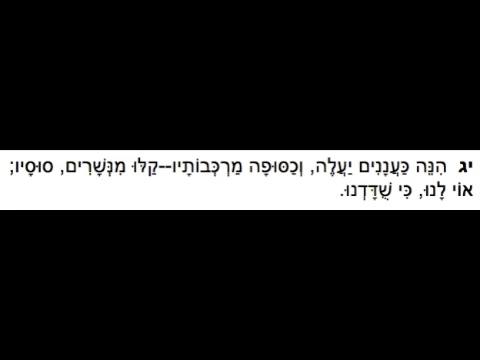 יג הִנֵּה כַּעֲנָנִים יַעֲלֶה, וְכַסּוּפָה מַרְכְּבוֹתָיו--קַלּוּ מִנְּשָׁרִים, סוּסָיו;
אוֹי לָנוּ, כִּי שֻׁדָּדְנוּ.